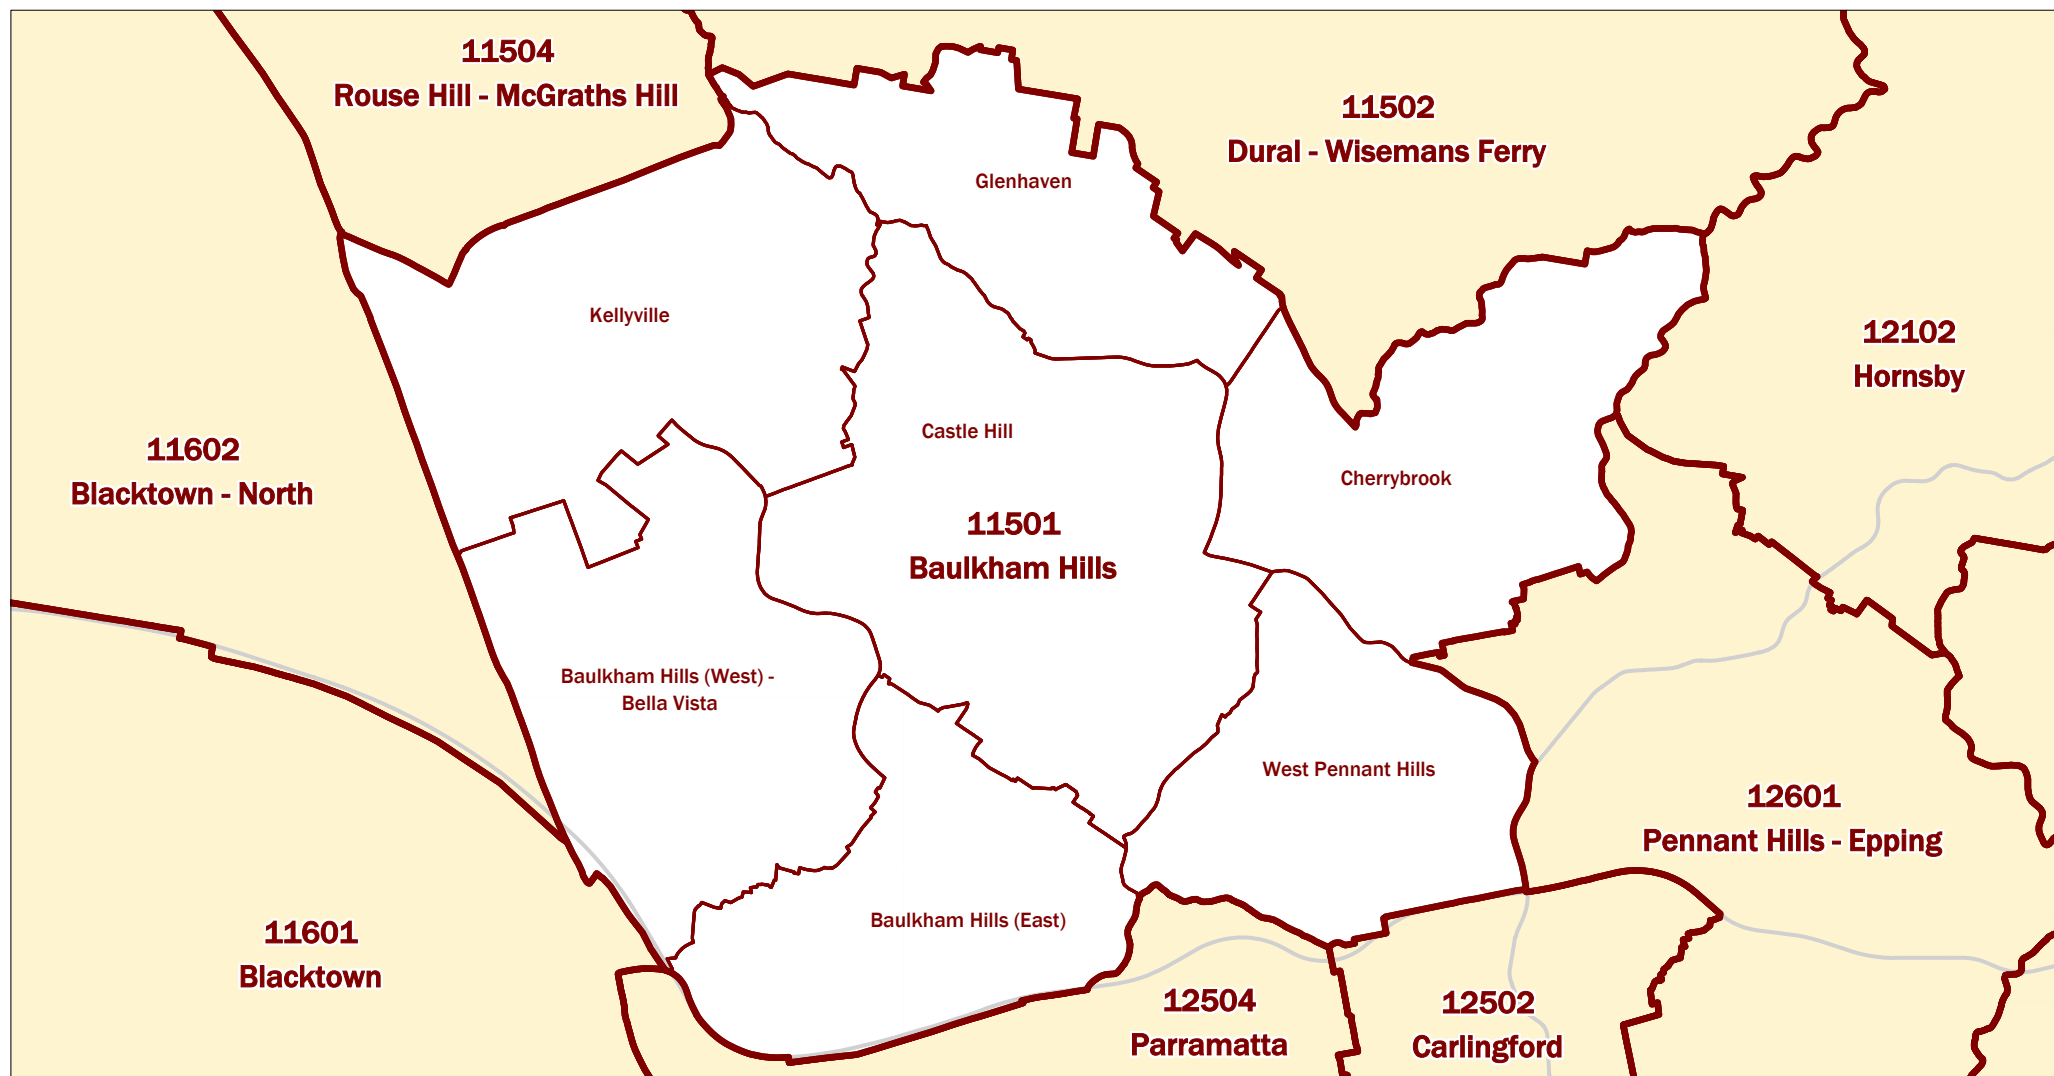 11504
Rouse Hill - McGraths Hill
11502
Dural - Wisemans Ferry
Glenhaven
Kellyville
12102
Hornsby
11602
Blacktown - North
Castle Hill
Cherrybrook
11501
Baulkham Hills
Baulkham Hills (West) -
Bella Vista
West Pennant Hills
12601
Pennant Hills - Epping
Baulkham Hills (East)
11601
Blacktown
12504
Parramatta
12502
Carlingford